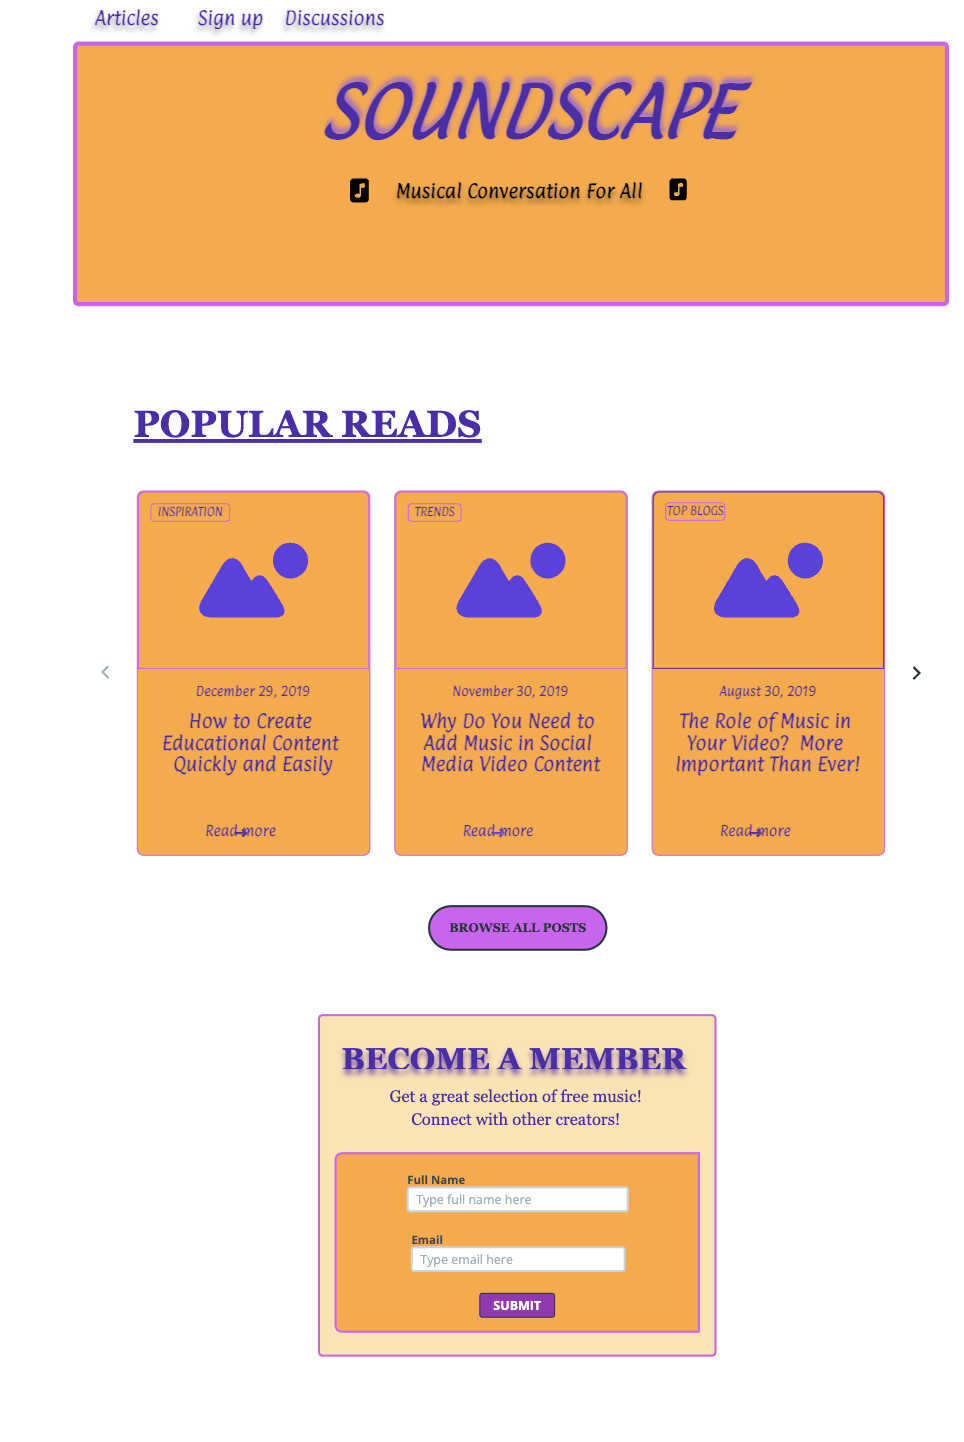 Articles Sign up Discussions
SOUNDSCAPE
Musical Conversation For All
POPULAR READS
INSPIRATION
December 29, 2019
How to Create
Educational Content
Quickly and Easily
Read more
TRENDS
November 30, 2019
Why Do You Need to
Add Music in Social
Media Video Content
Read more
TOP BLOGS
August 30, 2019
The Role of Music in
Your Video? More
Important Than Ever!
Read more
BROWSE ALL POSTS
BECOME A MEMBER
Get a great selection of free music!
Connect with other creators!
Full Name
Type full name here
Email
Type email here
SUBMIT